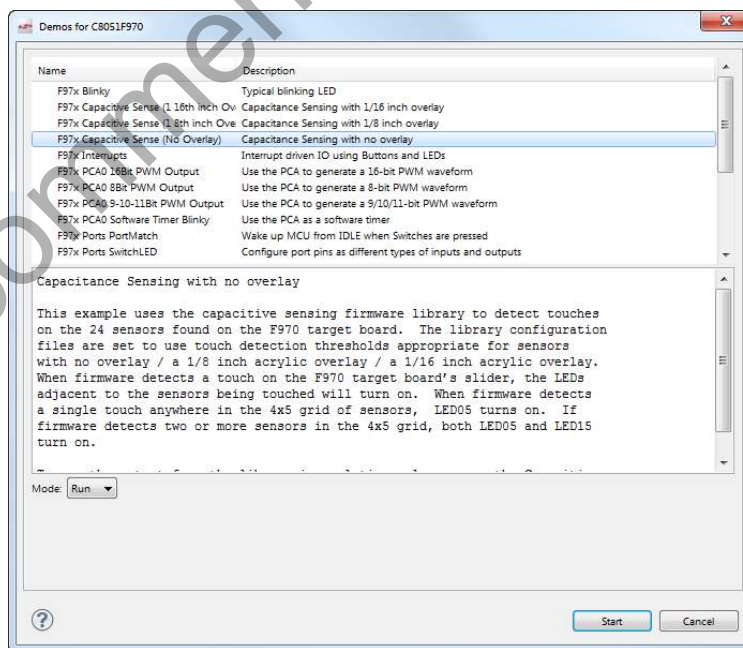 Demos for C8051F970
Name Description
F97x Blinky Typical blinking LED
F97x Capacitive Sense (1 16th inch Ov Capacitance Sensing with 1/16 inch overlay
F97x Capacitive Sense (1 8th inch Ove Capacitance Sensing with 1/8 inch overlay
F97x Capacitive Sense (No Overlay) Capacitance Sensing with no overlay
F97x Interrupts Interrupt driven IO using Buttons and LEDs
F97x PCA0 16Bit PWM Output Use the PCA to generate a 16-bit PWM waveform
F97x PCA0 8Bit PWM Output Use the PCA to generate a 8-bit PWM waveform
F97x PCA0 9-10-11Bit PWM Output Use the PCA to generate a 9/10/11-bit PWM waveform
F97x PCA0 Software Timer Blinky Use the PCA as a software timer
F97x Ports PortMatch Wake up MCU from IDLE when Switches are pressed
F97x Ports SwitchLED Configure port pins as different types of inputs and outputs
Capacitance Sensing with no overlay
This example uses the capacitive sensing firmware library to detect touches
on the 24 sensors found on the F970 target board. The library configuration
files are set to use touch detection thresholds appropriate for sensors
with no overlay / a 1/8 inch acrylic overlay / a 1/16 inch acrylic overlay.
When firmware detects a touch on the F970 target board's slider, the LEDs
adjacent to the sensors being touched will turn on. When firmware detects
a single touch anywhere in the 4x5 grid of sensors, LED05 turns on. If
firmware detects two or more sensors in the 4x5 grid, both LED05 and LED15
turn on.
Mode: Run
Start Cancel
ommen